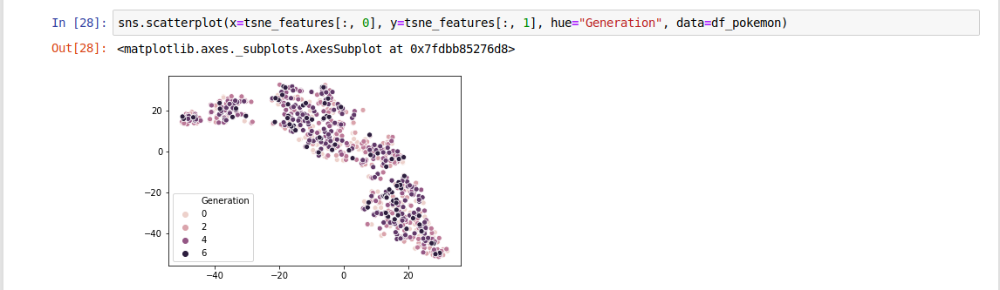 In [28]: sns.scatterplot(x=tsne_features[:, 0], y=tsne_features[:, 1], hue="Generation", data=df_pokemon)
Out[28]: <matplotlib.axes._subplots.AxesSubplot at 0x7fdbb85276d8>
20
0
−20
−40
Generation
0
2
4
6
−40 −20 0 20